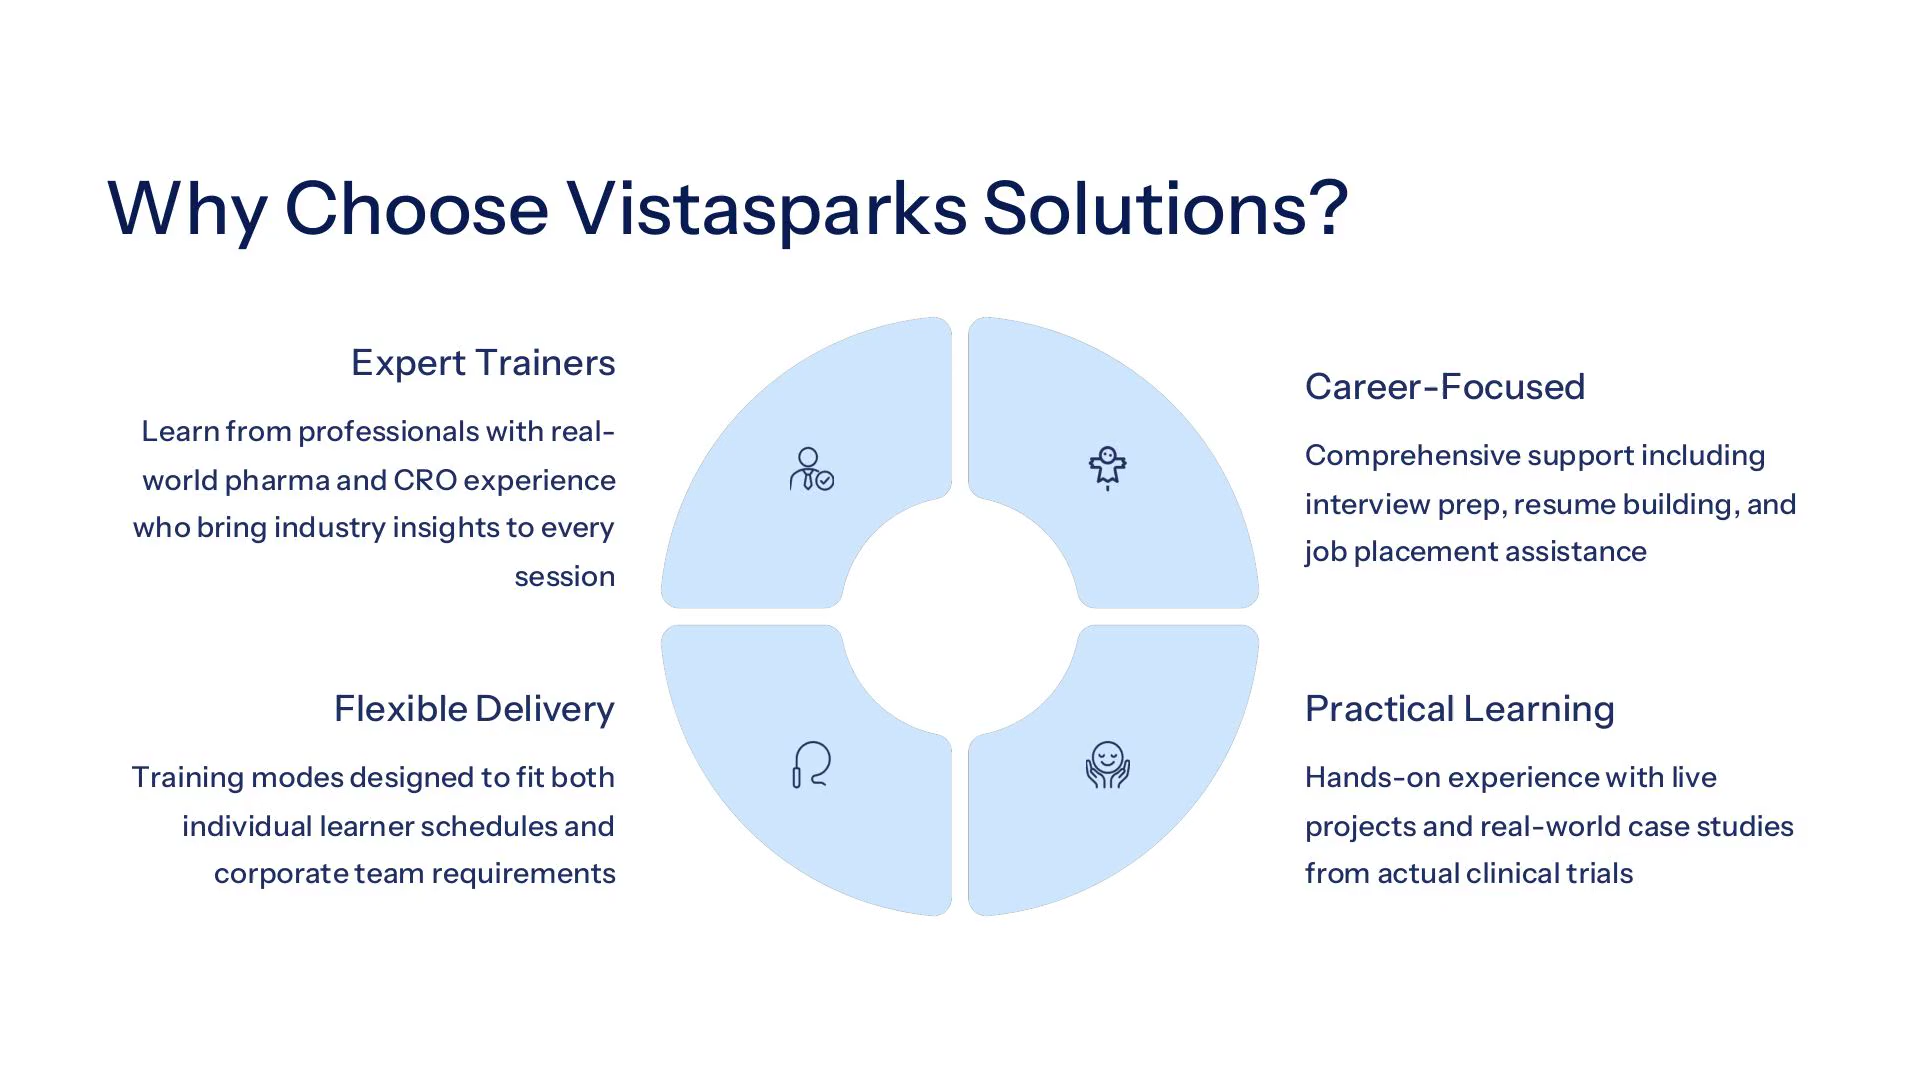 Why Choose Vistasparks Solutions?
Expert Trainers
Learn from professionals with real-
world pharma and CRO experience
who bring industry insights to every
session
Career-Focused
Comprehensive support including
interview prep, resume building, and
job placement assistance
Flexible Delivery
Training modes designed to fit both
individual learner schedules and
corporate team requirements
Practical Learning
Hands-on experience with live
projects and real-world case studies
from actual clinical trials